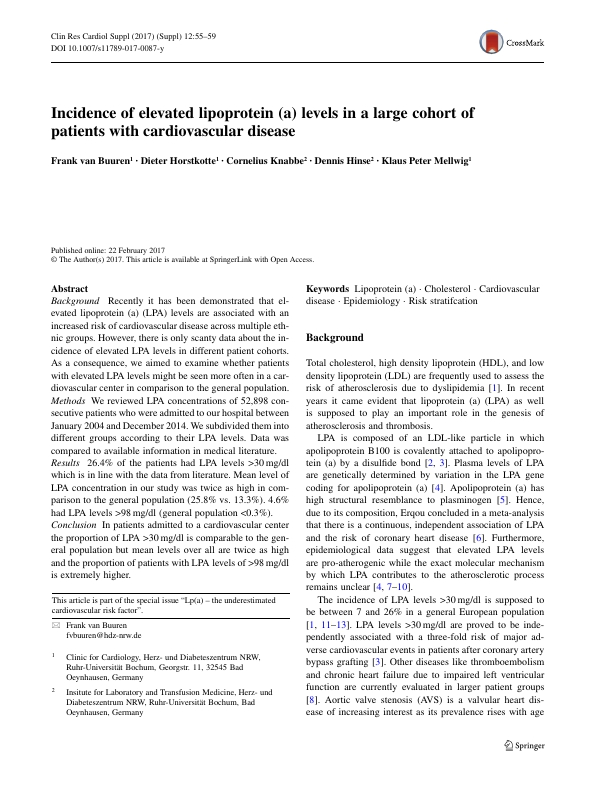 Clin Res Cardiol Suppl (2017) (Suppl) 12:55–59
DOI 10.1007/s11789-017-0087-y
CrossMark
Incidence of elevated lipoprotein (a) levels in a large cohort of
patients with cardiovascular disease
Frank van Buuren1 · Dieter Horstkotte1 · Cornelius Knabbe2 · Dennis Hinse2 · Klaus Peter Mellwig1
Published online: 22 February 2017
© The Author(s) 2017. This article is available at SpringerLink with Open Access.
Abstract
Background Recently it has been demonstrated that el-
evated lipoprotein (a) (LPA) levels are associated with an
increased risk of cardiovascular disease across multiple eth-
nic groups. However, there is only scanty data about the in-
cidence of elevated LPA levels in different patient cohorts.
As a consequence, we aimed to examine whether patients
with elevated LPA levels might be seen more often in a car-
diovascular center in comparison to the general population.
Methods We reviewed LPA concentrations of 52,898 con-
secutive patients who were admitted to our hospital between
January 2004 and December 2014. We subdivided them into
different groups according to their LPA levels. Data was
compared to available information in medical literature.
Results 26.4% of the patients had LPA levels >30 mg/dl
which is in line with the data from literature. Mean level of
LPA concentration in our study was twice as high in com-
parison to the general population (25.8% vs. 13.3%). 4.6%
had LPA levels >98 mg/dl (general population <0.3%).
Conclusion In patients admitted to a cardiovascular center
the proportion of LPA >30 mg/dl is comparable to the gen-
eral population but mean levels over all are twice as high
and the proportion of patients with LPA levels of >98 mg/dl
is extremely higher.
This article is part of the special issue “Lp(a) – the underestimated
cardiovascular risk factor”.
Frank van Buuren
fvbuuren@hdz-nrw.de
1 Clinic for Cardiology, Herz- und Diabeteszentrum NRW,
Ruhr-Universität Bochum, Georgstr. 11, 32545 Bad
Oeynhausen, Germany
2 Insitute for Laboratory and Transfusion Medicine, Herz- und
Diabeteszentrum NRW, Ruhr-Universität Bochum, Bad
Oeynhausen, Germany
Keywords Lipoprotein (a) · Cholesterol · Cardiovascular
disease · Epidemiology · Risk stratifcation
Background
Total cholesterol, high density lipoprotein (HDL), and low
density lipoprotein (LDL) are frequently used to assess the
risk of atherosclerosis due to dyslipidemia [1]. In recent
years it came evident that lipoprotein (a) (LPA) as well
is supposed to play an important role in the genesis of
atherosclerosis and thrombosis.
LPA is composed of an LDL-like particle in which
apolipoprotein B100 is covalently attached to apolipopro-
tein (a) by a disulfide bond [2, 3]. Plasma levels of LPA
are genetically determined by variation in the LPA gene
coding for apolipoprotein (a) [4]. Apolipoprotein (a) has
high structural resemblance to plasminogen [5]. Hence,
due to its composition, Erqou concluded in a meta-analysis
that there is a continuous, independent association of LPA
and the risk of coronary heart disease [6]. Furthermore,
epidemiological data suggest that elevated LPA levels
are pro-atherogenic while the exact molecular mechanism
by which LPA contributes to the atherosclerotic process
remains unclear [4, 7–10].
The incidence of LPA levels >30 mg/dl is supposed to
be between 7 and 26% in a general European population
[1, 11–13]. LPA levels >30 mg/dl are proved to be inde-
pendently associated with a three-fold risk of major ad-
verse cardiovascular events in patients after coronary artery
bypass grafting [3]. Other diseases like thromboembolism
and chronic heart failure due to impaired left ventricular
function are currently evaluated in larger patient groups
[8]. Aortic valve stenosis (AVS) is a valvular heart dis-
ease of increasing interest as its prevalence rises with age
Springer